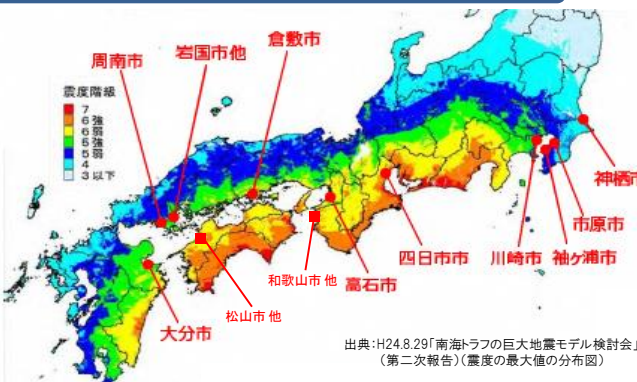 周南市
岩国市他
倉敷市
震度階級
7
6強
6弱
5強
5弱
4
3以下
神栖市
市原市
袖ヶ浦市
川崎市
四日市市
高石市
和歌山市他
松山市他
大分市
出典:H24.8.29「南海トラフの巨大地震モデル検討会」
(第二次報告)(震度の最大値の分布図)